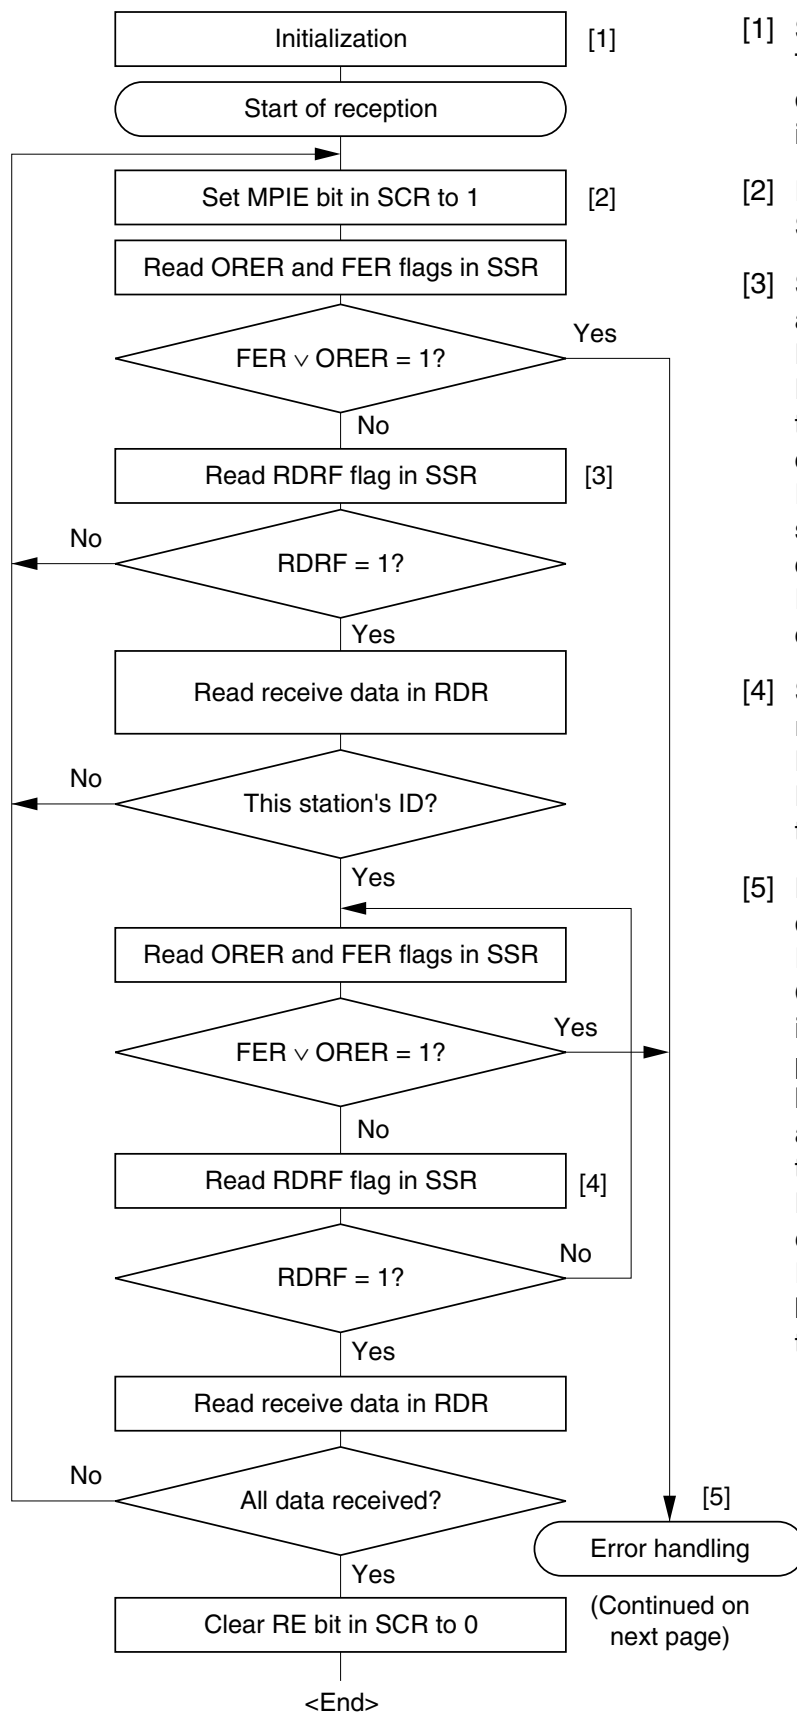 Initialization [1]
Start of reception
Set MPIE bit in SCR to 1 [2]
Read ORER and FER flags in SSR
FER ∨ ORER = 1?
Yes
No
Read RDRF flag in SSR [3]
No
RDRF = 1?
Yes
Read receive data in RDR
No
This station's ID?
Yes
Read ORER and FER flags in SSR
FER ∨ ORER = 1?
Yes
No
Read RDRF flag in SSR [4]
RDRF = 1?
No
Yes
Read receive data in RDR
No
All data received?
Yes
[5]
Error handling
(Continued on
next page)
Clear RE bit in SCR to 0
<End>
[1]
[2]
[3]
[4]
[5]